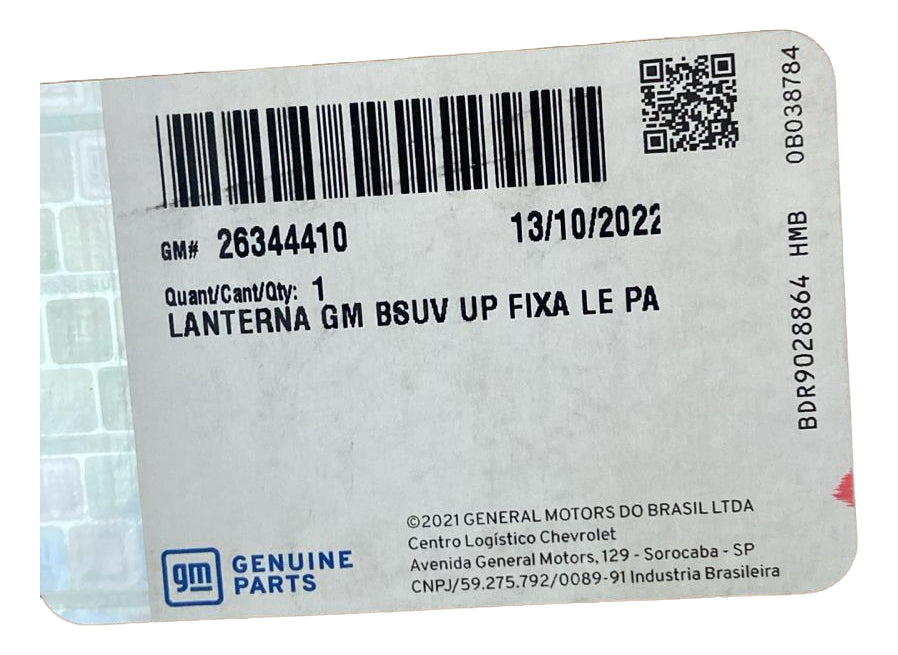 GM# 26344410
13/10/2022
Quant/Cant/Qty: 1
LANTERNA GM BSUV UP FIXA LE PA
0B038784
BDR9028864 HMB
gm GENUINE
PARTS
©2021 GENERAL MOTORS DO BRASIL LTDA
Centro Logístico Chevrolet
Avenida General Motors, 129 - Sorocaba - SP
CNPJ/59.275.792/0089-91 Industria Brasileira